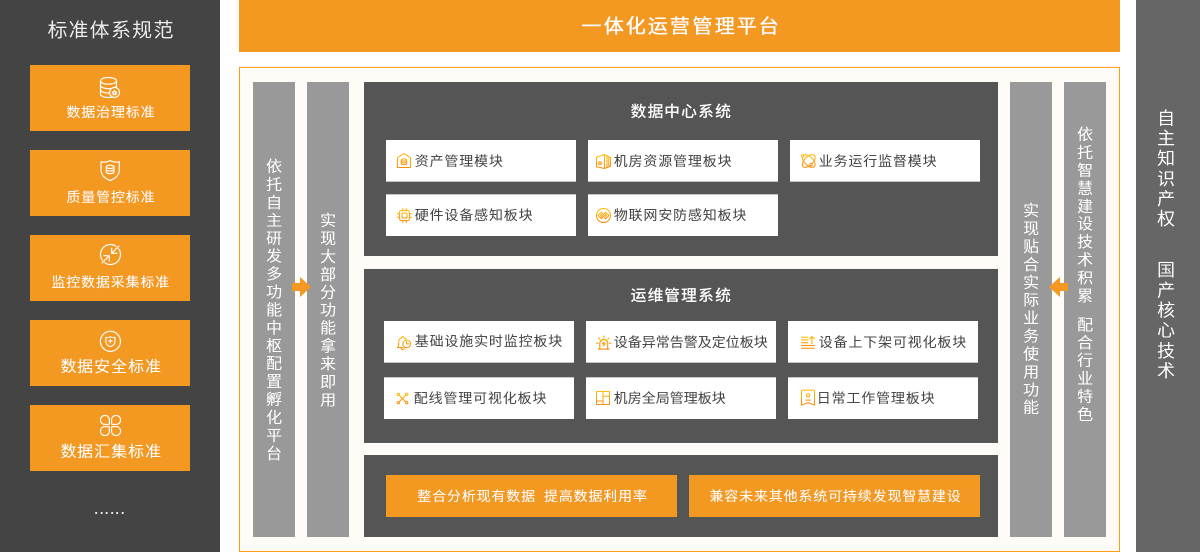 标准体系规范
数据治理标准
质量管控标准
监控数据采集标准
数据安全标准
数据汇集标准
......
一体化运营管理平台
依托自主研发多功能中枢配置孵化平台
实现大部分功能拿来即用
数据中心系统
资产管理模块
机房资源管理板块
业务运行监督模块
硬件设备感知板块
物联网安防感知板块
运维管理系统
基础设施实时监控板块
设备异常告警及定位板块
设备上下架可视化板块
配线管理可视化板块
机房全局管理板块
日常工作管理板块
整合分析现有数据 提高数据利用率
兼容未来其他系统可持续发现智慧建设
实现贴合实际业务使用功能
依托智慧建设技术积累 配合行业特色
自主知识产权 国产核心技术